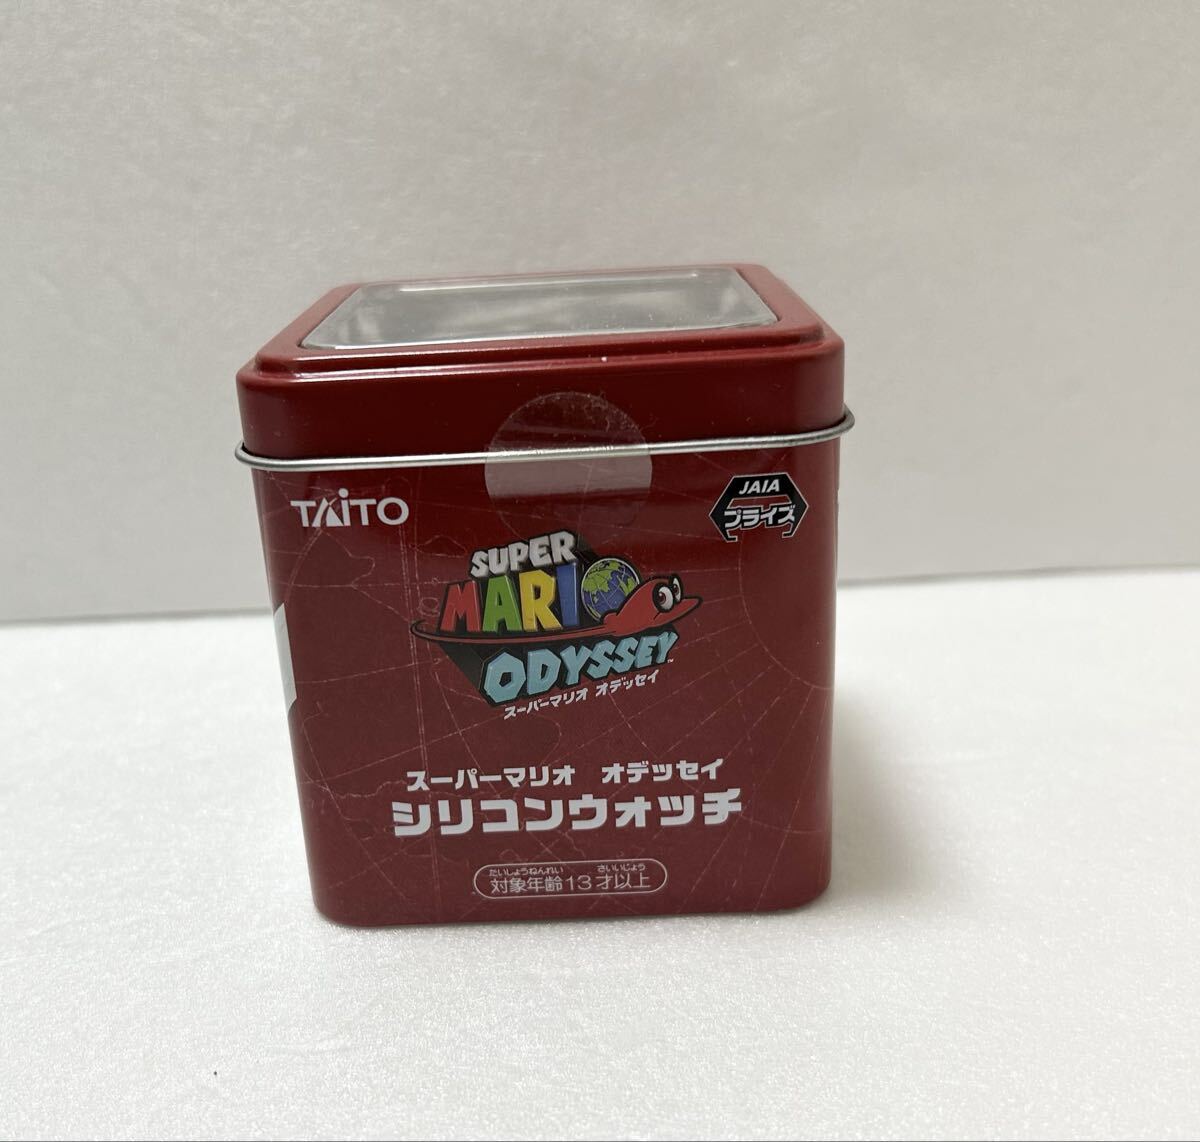 TAITO
JAIA
プライズ
SUPER
MARIO
ODYSSEY™
スーパーマリオ オデッセイ
スーパーマリオ オデッセイ
シリコンウォッチ
たいしょうねんれい さいいじょう
対象年齢13才以上